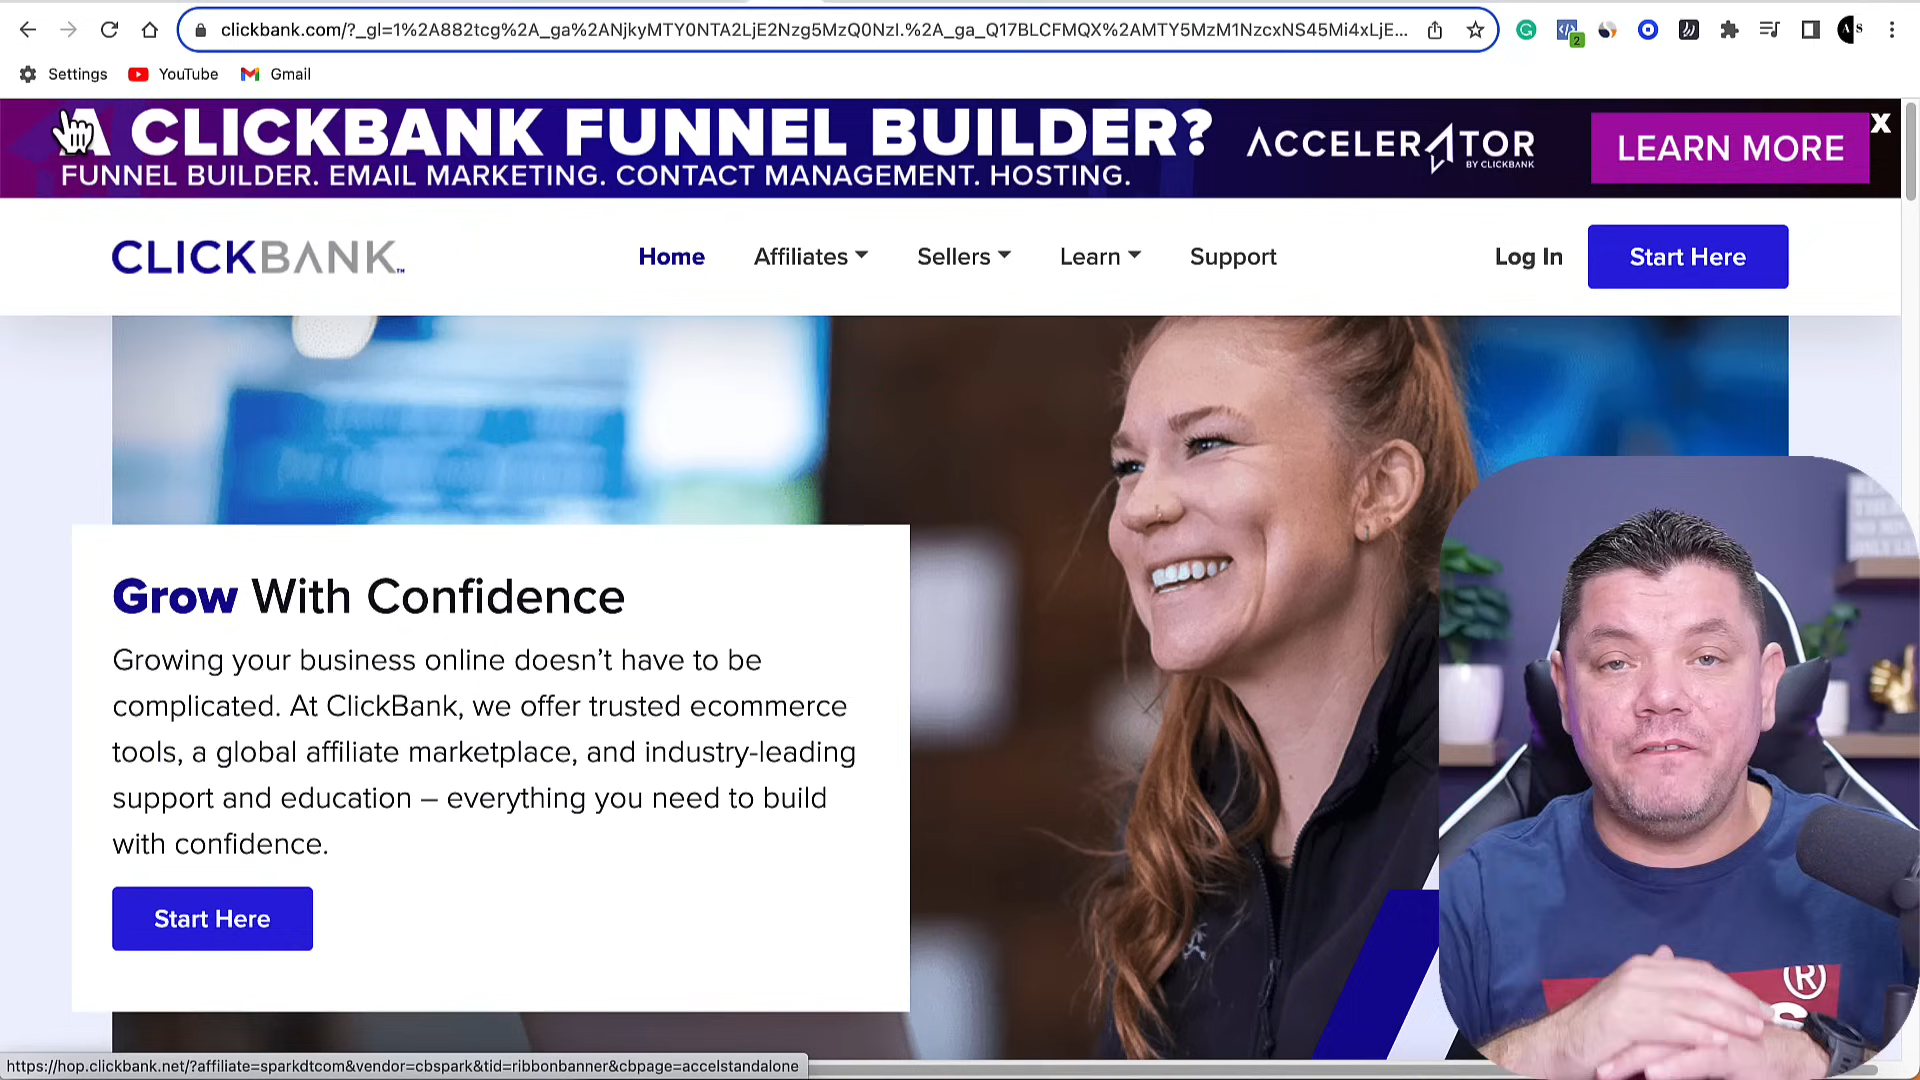 clickbank.com/?_gl=1%2A882tcg%2A_ga%2ANjkyMTY0NTA2LjE2Nzg5MzQ0NzI.%2A_ga_Q17BLCFMQX%2AMTY5MzM1NzcxNS45Mi4xLjE...
2
Settings YouTube Gmail
A CLICKBANK FUNNEL BUILDER?
FUNNEL BUILDER. EMAIL MARKETING. CONTACT MANAGEMENT. HOSTING.
ACCELER4TOR
BY CLICKBANK
LEARN MORE
X
CLICKBANK™
Home Affiliates Sellers Learn Support Log In Start Here
Grow With Confidence
Growing your business online doesn’t have to be
complicated. At ClickBank, we offer trusted ecommerce
tools, a global affiliate marketplace, and industry-leading
support and education – everything you need to build
with confidence.
Start Here
®
https://hop.clickbank.net/?affiliate=sparkdtcom&vendor=cbspark&tid=ribbonbanner&cbpage=accelstandalone